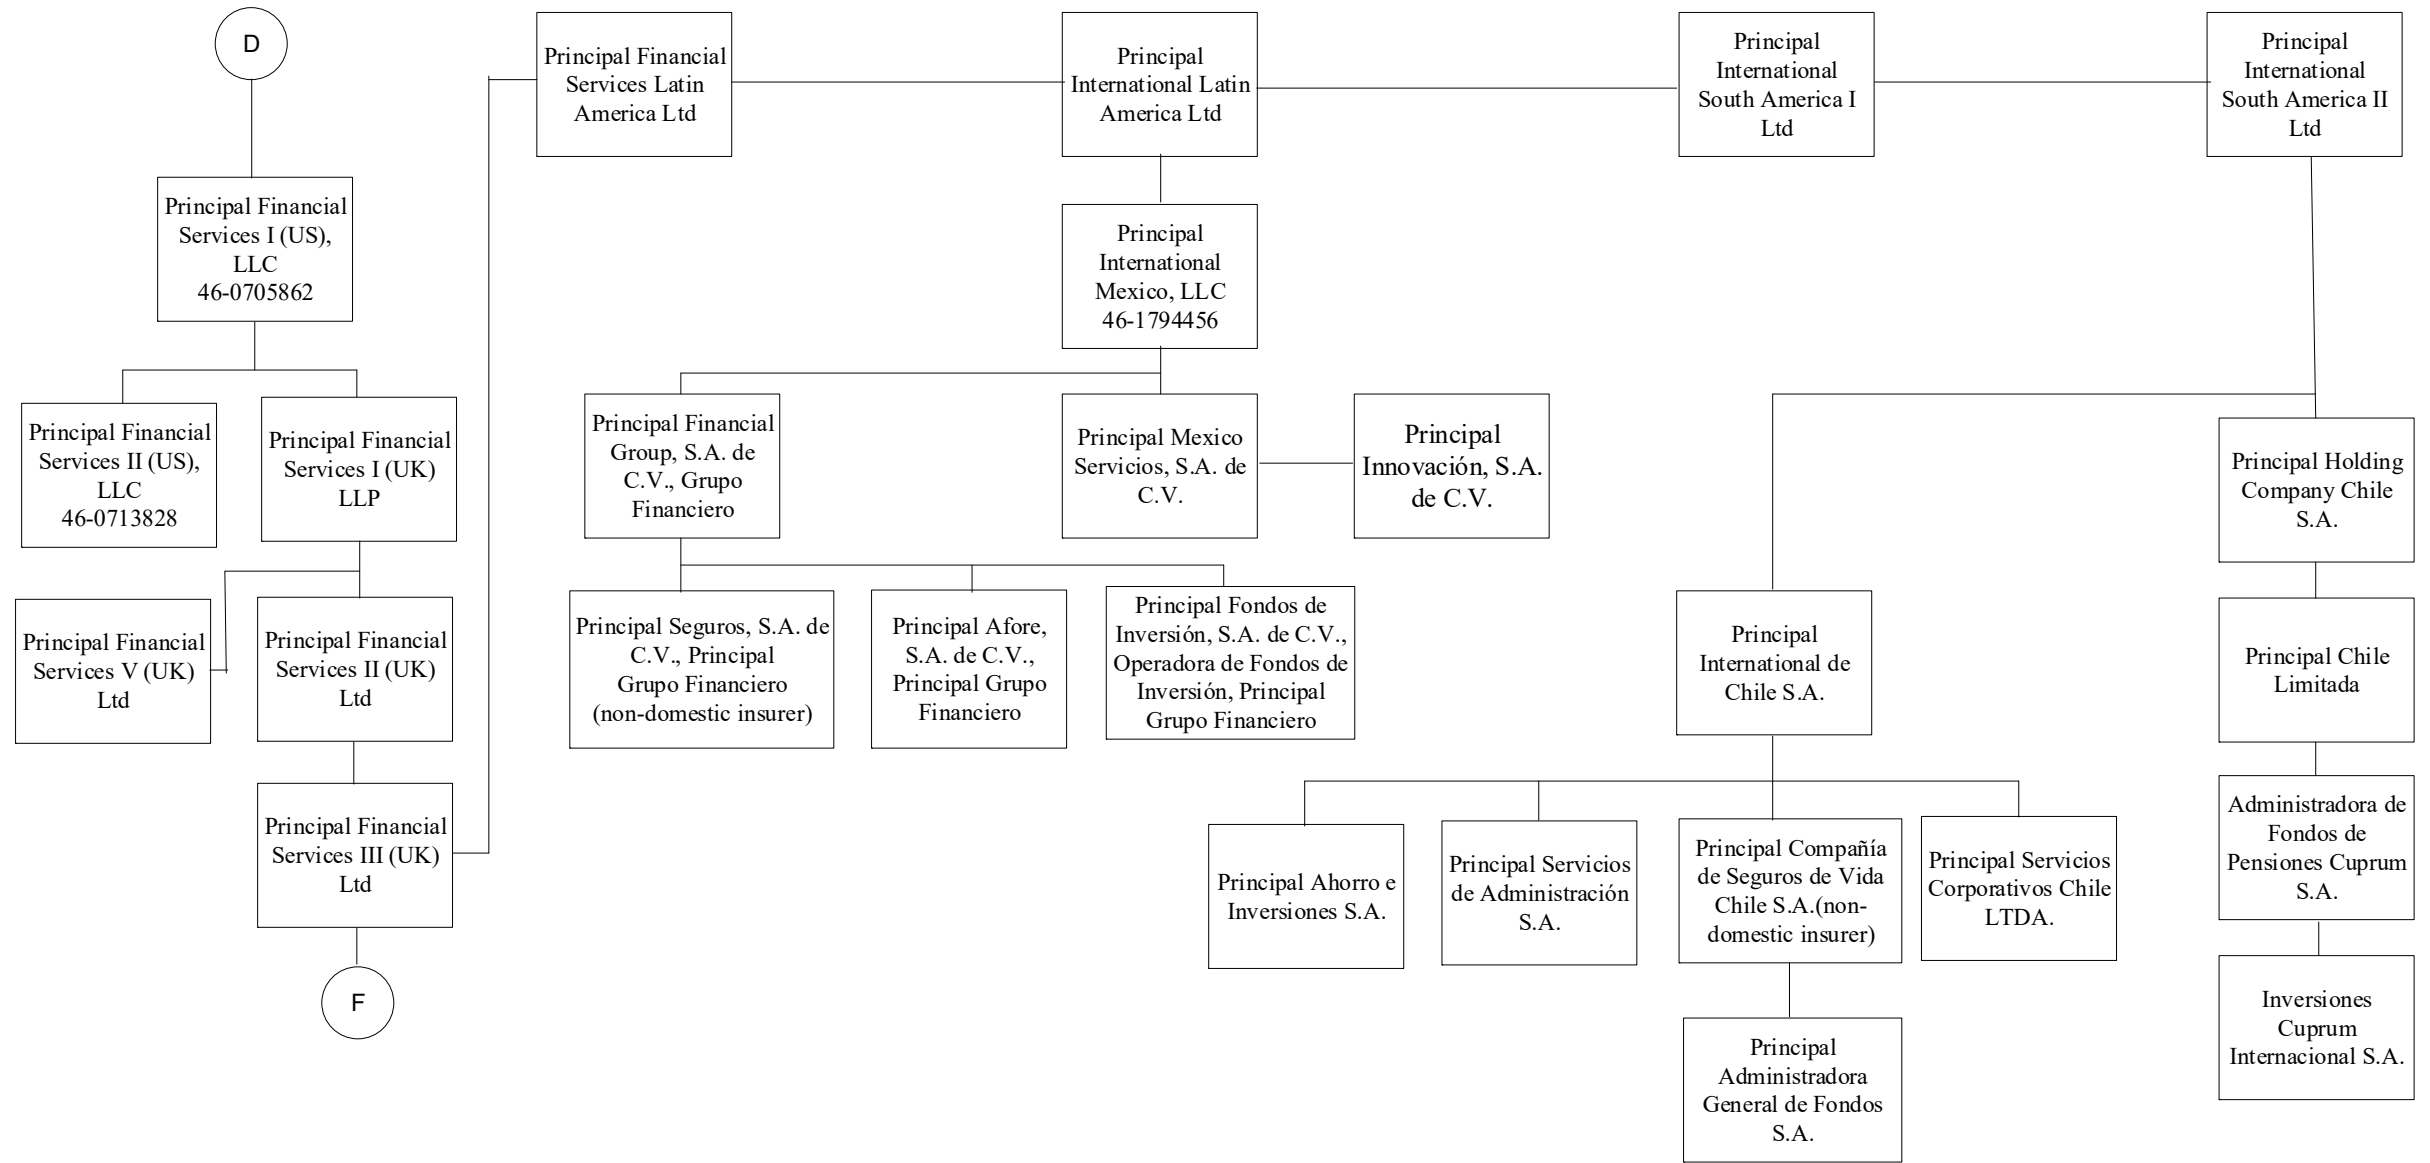 D
Principal Financial
Services I (US),
LLC
46-0705862
Principal Financial
Services II (US),
LLC
46-0713828
Principal Financial
Services I (UK)
LLP
Principal Financial
Services V (UK)
Ltd
Principal Financial
Services II (UK)
Ltd
Principal Financial
Services III (UK)
Ltd
F
Principal Financial
Services Latin
America Ltd
Principal
International Latin
America Ltd
Principal
International
South America I
Ltd
Principal
International
South America II
Ltd
Principal
International
Mexico, LLC
46-1794456
Principal Financial
Group, S.A. de
C.V., Grupo
Financiero
Principal Mexico
Servicios, S.A. de
C.V.
Principal
Innovación, S.A.
de C.V.
Principal Seguros, S.A. de
C.V., Principal
Grupo Financiero
(non-domestic insurer)
Principal Afore,
S.A. de C.V.,
Principal Grupo
Financiero
Principal Fondos de
Inversión, S.A. de C.V.,
Operadora de Fondos de
Inversión, Principal
Grupo Financiero
Principal
International de
Chile S.A.
Principal Holding
Company Chile
S.A.
Principal Chile
Limitada
Administradora de
Fondos de
Pensiones Cuprum
S.A.
Inversiones
Cuprum
Internacional S.A.
Principal Ahorro e
Inversiones S.A.
Principal Servicios
de Administración
S.A.
Principal Compañía
de Seguros de Vida
Chile S.A.(non-
domestic insurer)
Principal Servicios
Corporativos Chile
LTDA.
Principal
Administradora
General de Fondos
S.A.